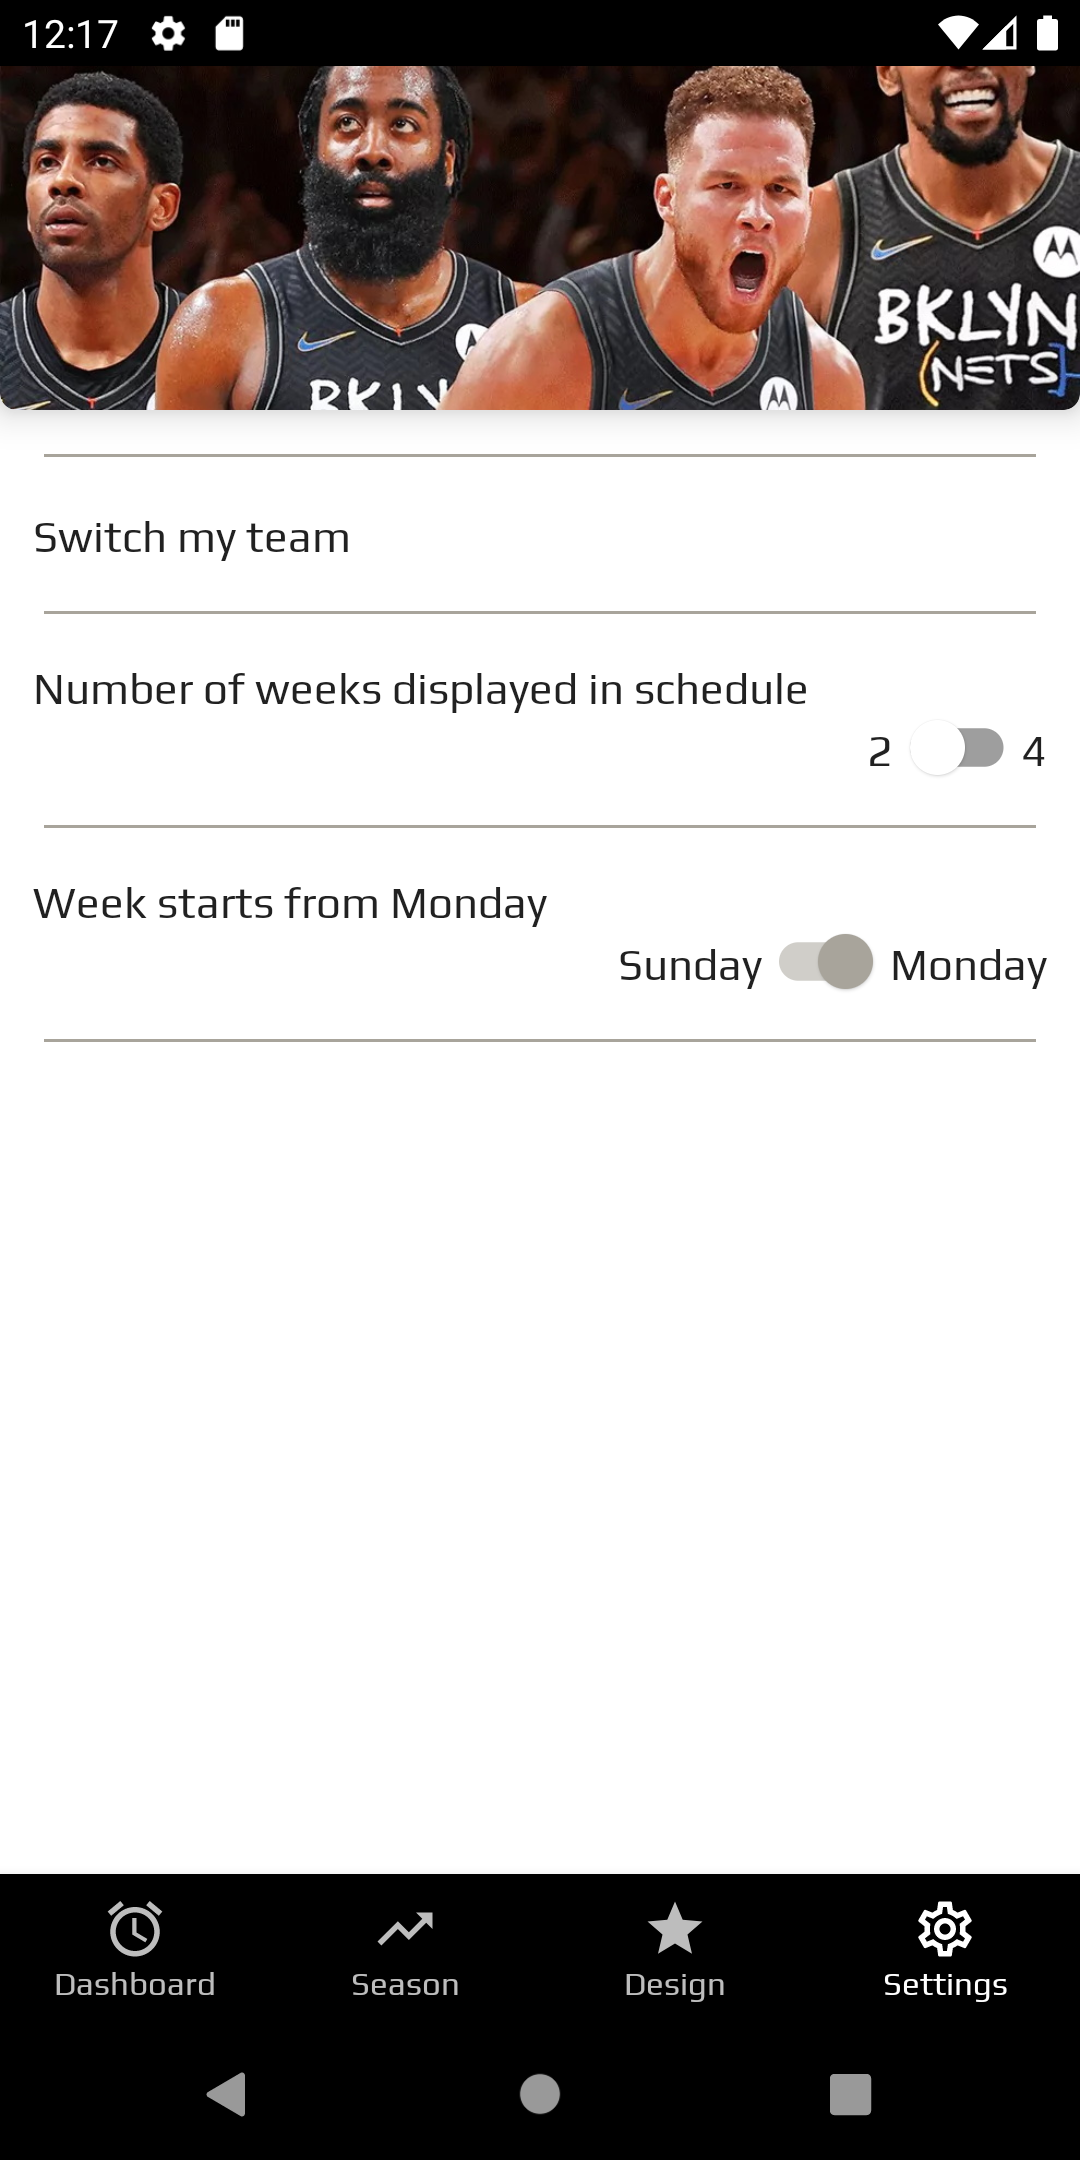 12:17
BKLYN
BKLY
NETS
Switch my team
Number of weeks displayed in schedule
2 4
Week starts from Monday
Sunday Monday
Dashboard Season Design Settings